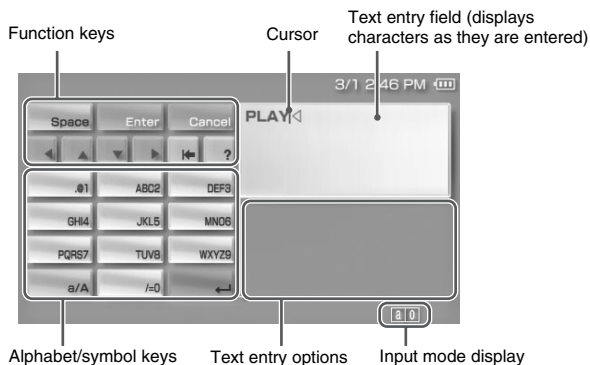 Function keys
Cursor
Text entry field (displays
characters as they are entered)
3/1 2:46 PM
Space Enter Cancel
PLAY
?
.@1 ABC2 DEF3
GHI4 JKL5 MNO6
PQRS7 TUV8 WXYZ9
a/A /=0
a 0
Alphabet/symbol keys
Text entry options
Input mode display